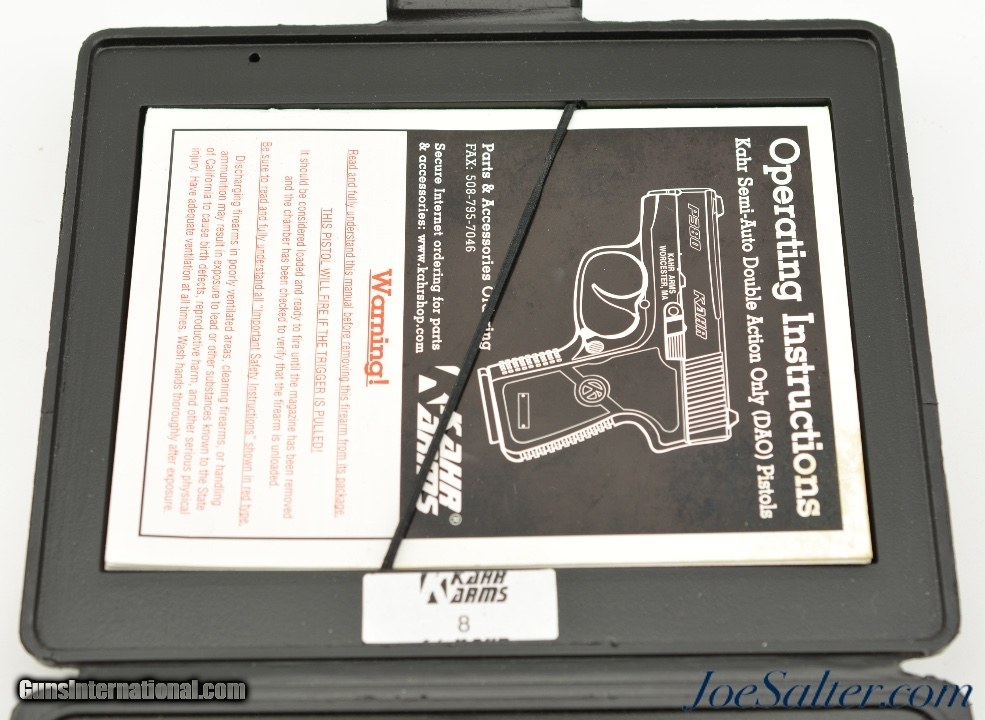 Operating Instructions
Kahr Semi-Auto Double Action Only (DAO) Pistols
P380
KAHR
KAHR ARMS
WORCESTER, MA
Parts & Accessories
FAX: 508-795-7046
Secure Internet ordering for parts
& accessories: www.kahrshop.com
KAHR
ARMS
®
Warning!
Read and fully understand this manual before removing this firearm from its package.
THIS PISTOL WILL FIRE IF THE TRIGGER IS PULLED!
It should be considered loaded and ready to fire until the magazine has been removed
and the chamber has been checked to verify that the firearm is unloaded.
Be sure to read and fully understand all "Important Safety Instructions" shown in red type.
Discharging firearms in poorly ventilated areas, cleaning firearms, or handling
ammunition may result in exposure to lead or other substances known to the State
of California to cause birth defects, reproductive harm, and other serious physical
injury. Have adequate ventilation at all times. Wash hands thoroughly after exposure.
KAHR
ARMS
8
GunsInternational.com
JoeSalter.com